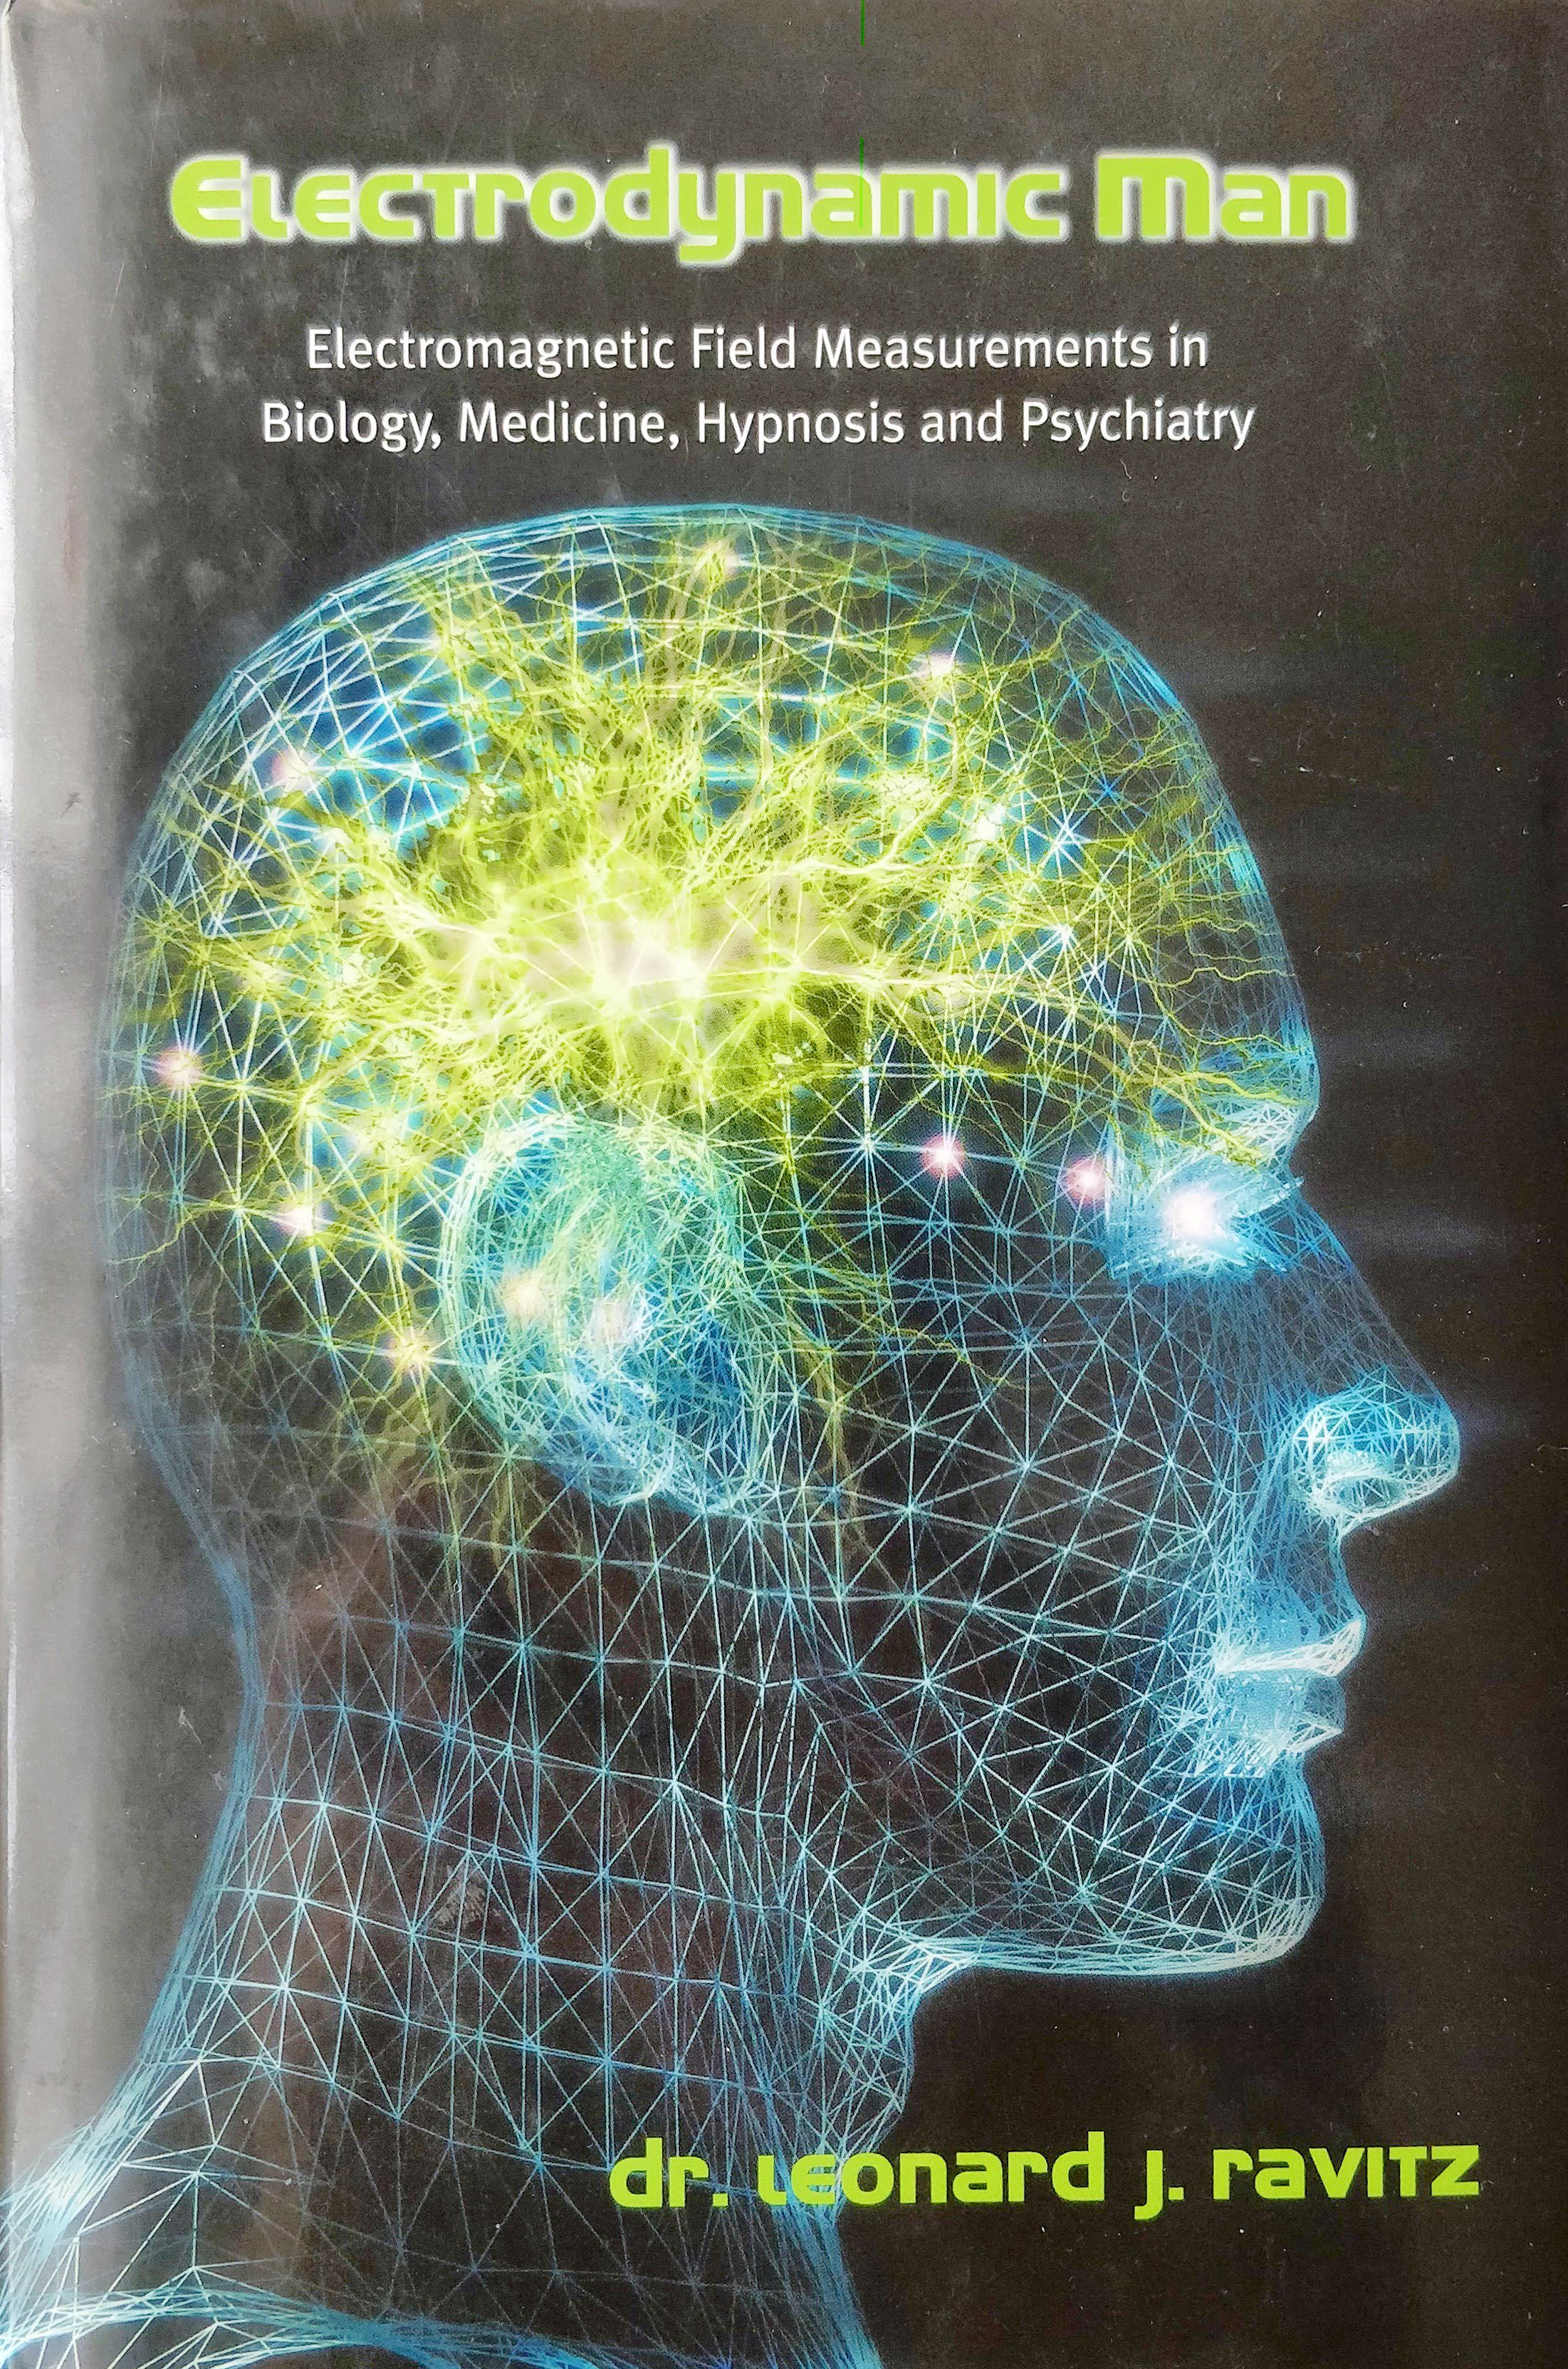 Electrodynamic Man
Electromagnetic Field Measurements in
Biology, Medicine, Hypnosis and Psychiatry
dr. Leonard J. Ravitz